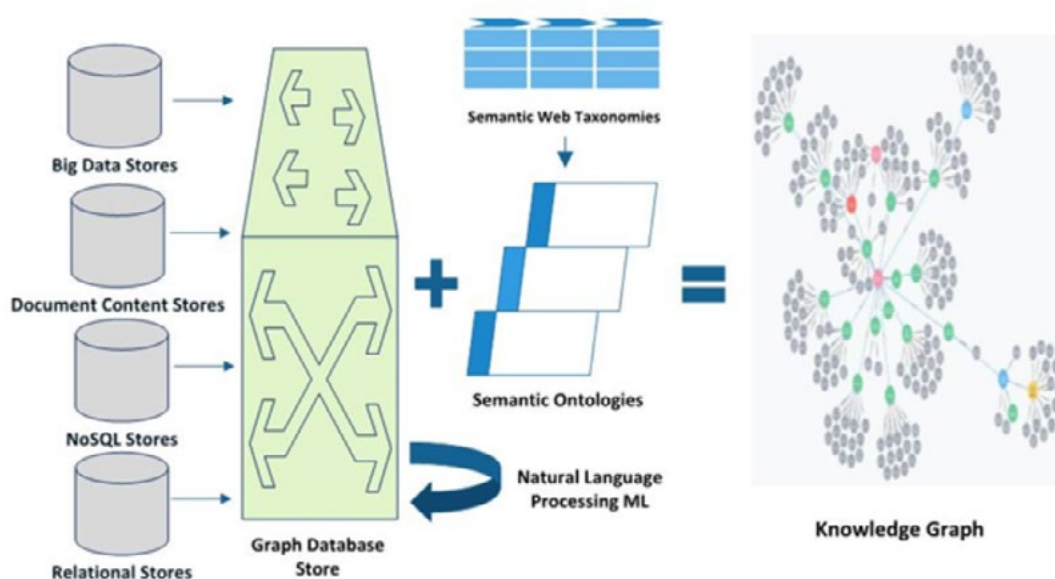 Big Data Stores
Document Content Stores
NoSQL Stores
Relational Stores
Graph Database
Store
Semantic Web Taxonomies
Semantic Ontologies
Natural Language
Processing ML
Knowledge Graph